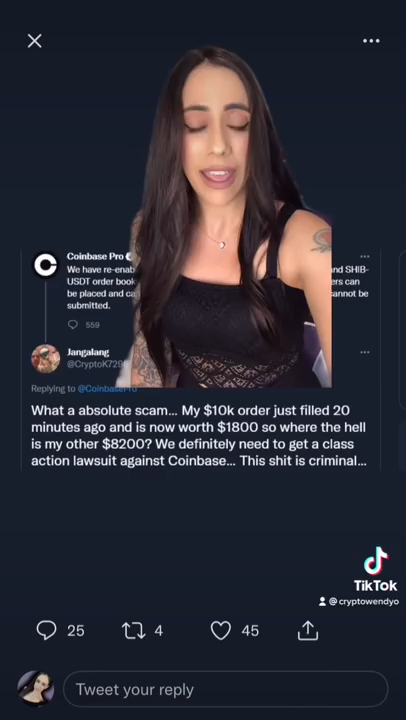 Coinbase Pro
We have re-enab nd SHIB-
USDT order book ers can
be placed and ca cannot be
submitted.
559
Jangalang
@CryptoK729
Replying to @CoinbasePro
What a absolute scam... My $10k order just filled 20
minutes ago and is now worth $1800 so where the hell
is my other $8200? We definitely need to get a class
action lawsuit against Coinbase... This shit is criminal...
TikTok
@cryptowendyo
25
4
45
Tweet your reply